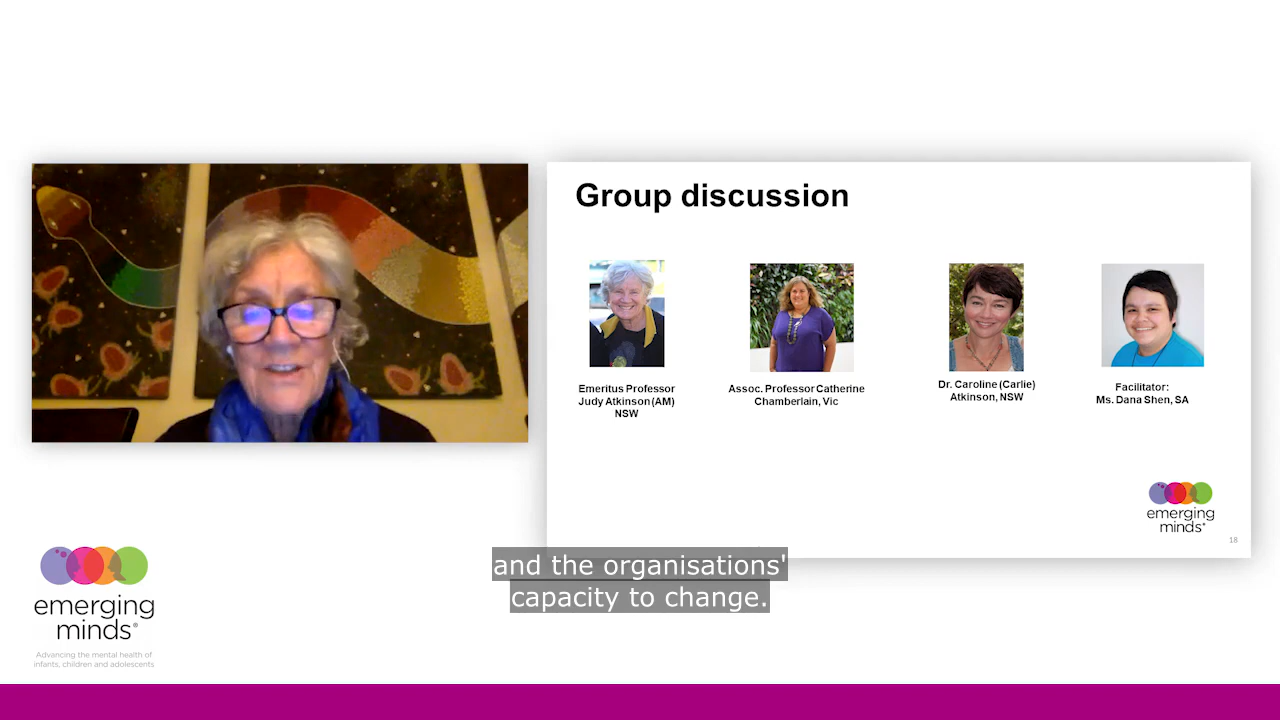 Group discussion
Emeritus Professor
Judy Atkinson (AM)
NSW
Assoc. Professor Catherine
Chamberlain, Vic
Dr. Caroline (Carlie)
Atkinson, NSW
Facilitator:
Ms. Dana Shen, SA
emerging
minds®
18
and the organisations'
capacity to change.
emerging
minds®
Advancing the mental health of
infants, children and adolescents